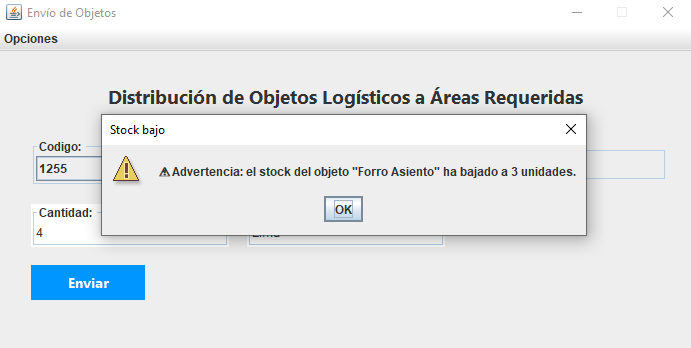 Envío de Objetos
Opciones
Distribución de Objetos Logísticos a Áreas Requeridas
Stock bajo
Codigo:
1255
⚠Advertencia: el stock del objeto "Forro Asiento" ha bajado a 3 unidades.
OK
Cantidad:
4
Enviar